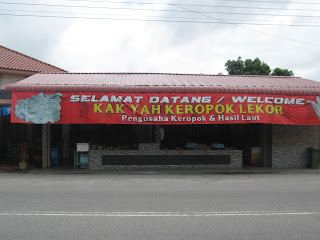 SELAMAT DATANG / WELCOME
KAK YAH KEROPOK LEKOR
Pengusaha Keropok & Hasil Laut